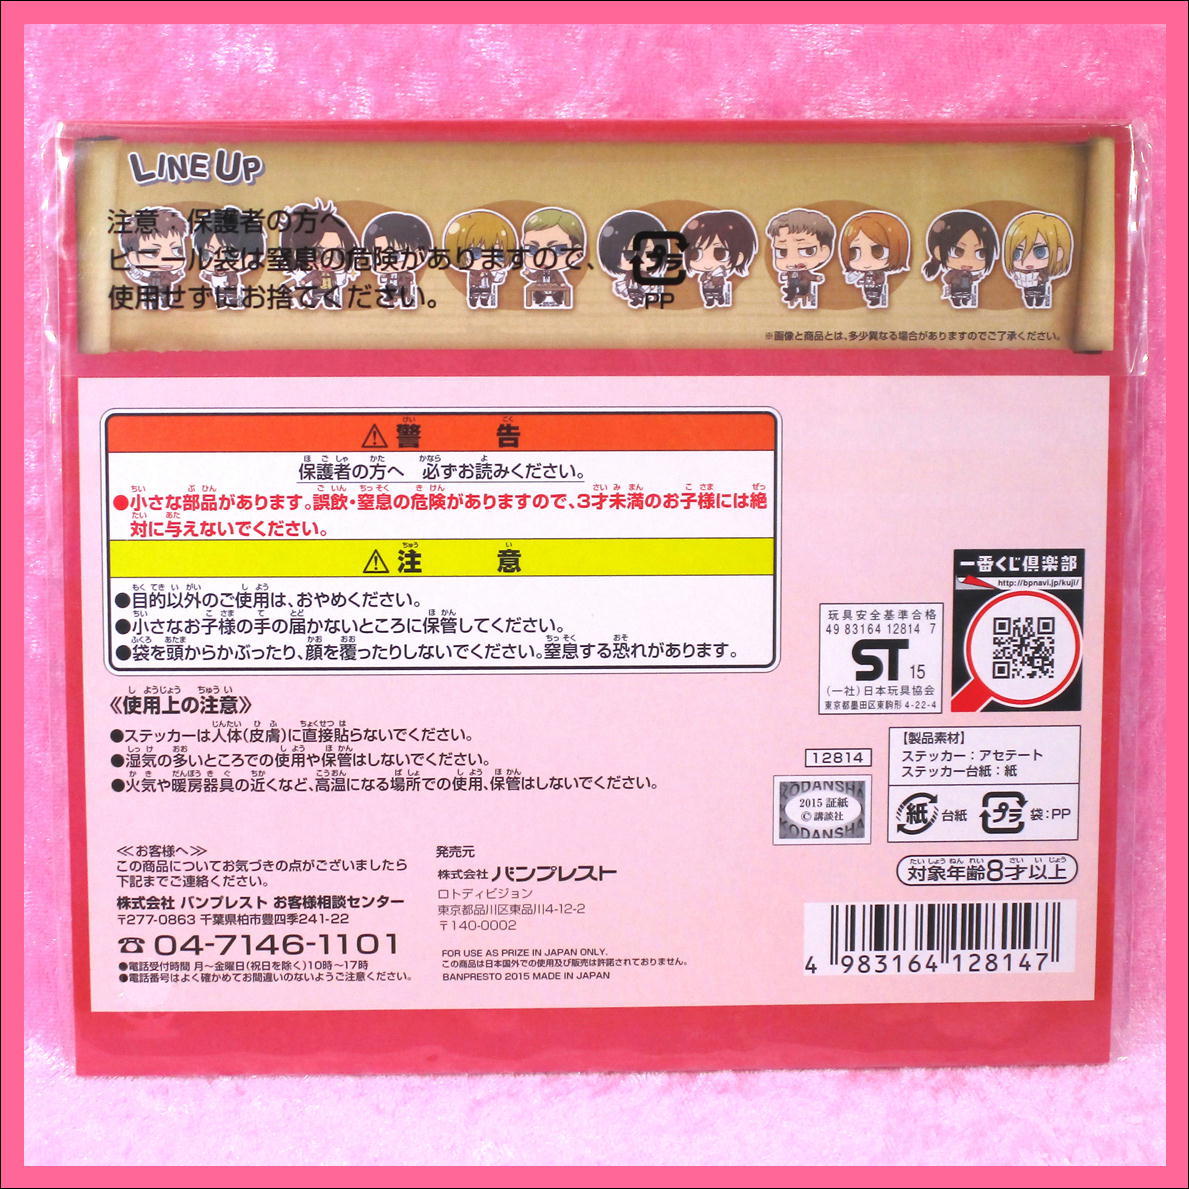 LINE UP
注意：保護者の方へ
ビニール袋は窒息の危険がありますので、
使用せずにお捨てください。
プラ
PP
※画像と商品とは、多少異なる場合がありますのでご了承ください。
⚠警告
保護者の方へ 必ずお読みください。
●小さな部品があります。誤飲・窒息の危険がありますので、3才未満のお子様には絶
対に与えないでください。
⚠注意
●目的以外のご使用は、おやめください。
●小さなお子様の手の届かないところに保管してください。
●袋を頭からかぶったり、顔を覆ったりしないでください。窒息する恐れがあります。
《使用上の注意》
●ステッカーは人体(皮膚)に直接貼らないでください。
●湿気の多いところでの使用や保管はしないでください。
●火気や暖房器具の近くなど、高温になる場所での使用、保管はしないでください。
≪お客様へ≫
この商品についてお気づきの点がございましたら
下記までご連絡ください。
株式会社 バンプレスト お客様相談センター
〒277-0863 千葉県柏市豊四季241-22
☎04-7146-1101
●電話受付時間 月～金曜日(祝日を除く)10時～17時
●電話番号はよく確かめてお間違いのないようご注意ください。
発売元
株式会社 バンプレスト
ロトディビジョン
東京都品川区東品川4-12-2
〒140-0002
FOR USE AS PRIZE IN JAPAN ONLY.
この商品は日本国外での使用及び販売は許諾されておりません。
BANPRESTO 2015 MADE IN JAPAN
玩具安全基準合格
49 83164 12814 7
ST 15
(一社)日本玩具協会
東京都墨田区東駒形4-22-4
一番くじ倶楽部
http://bpnavi.jp/kuji/
12814
KODANSHA
2015 証紙
©講談社
KODANSHA
【製品素材】
ステッカー：アセテート
ステッカー台紙：紙
紙 台紙
プラ 袋：PP
対象年齢8才以上
4 983164 128147